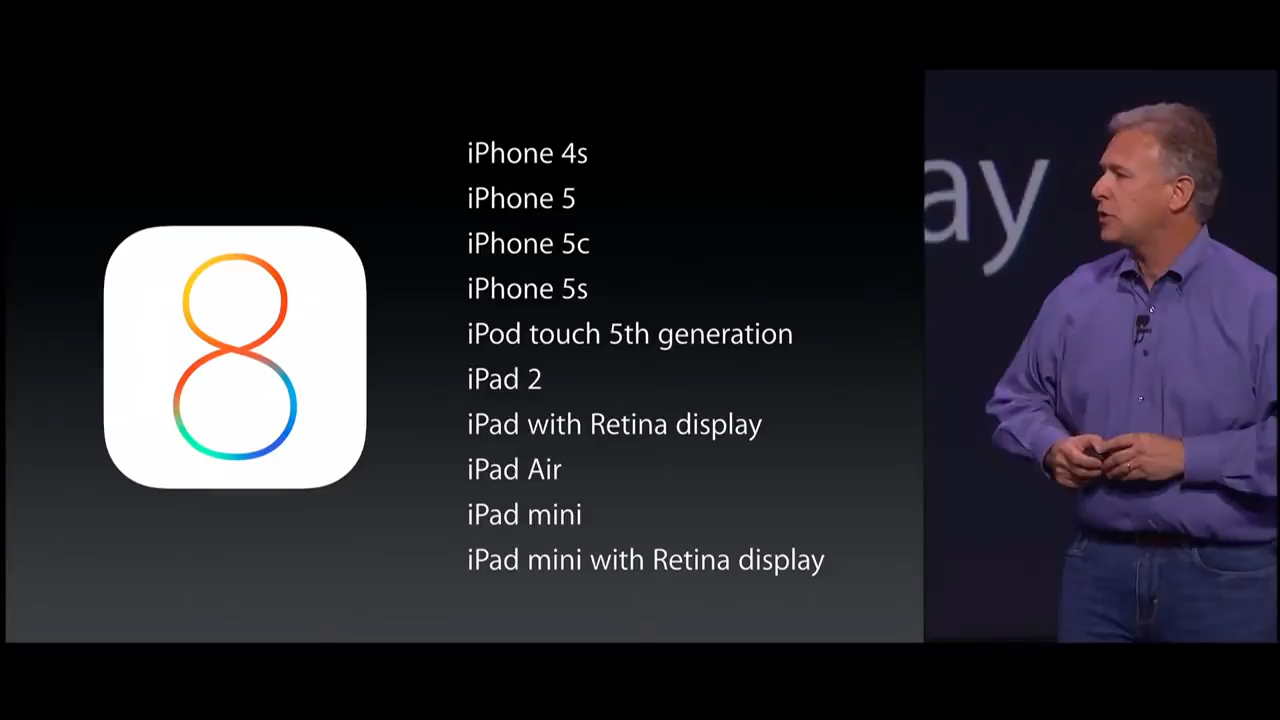 8
iPhone 4s
iPhone 5
iPhone 5c
iPhone 5s
iPod touch 5th generation
iPad 2
iPad with Retina display
iPad Air
iPad mini
iPad mini with Retina display
ay